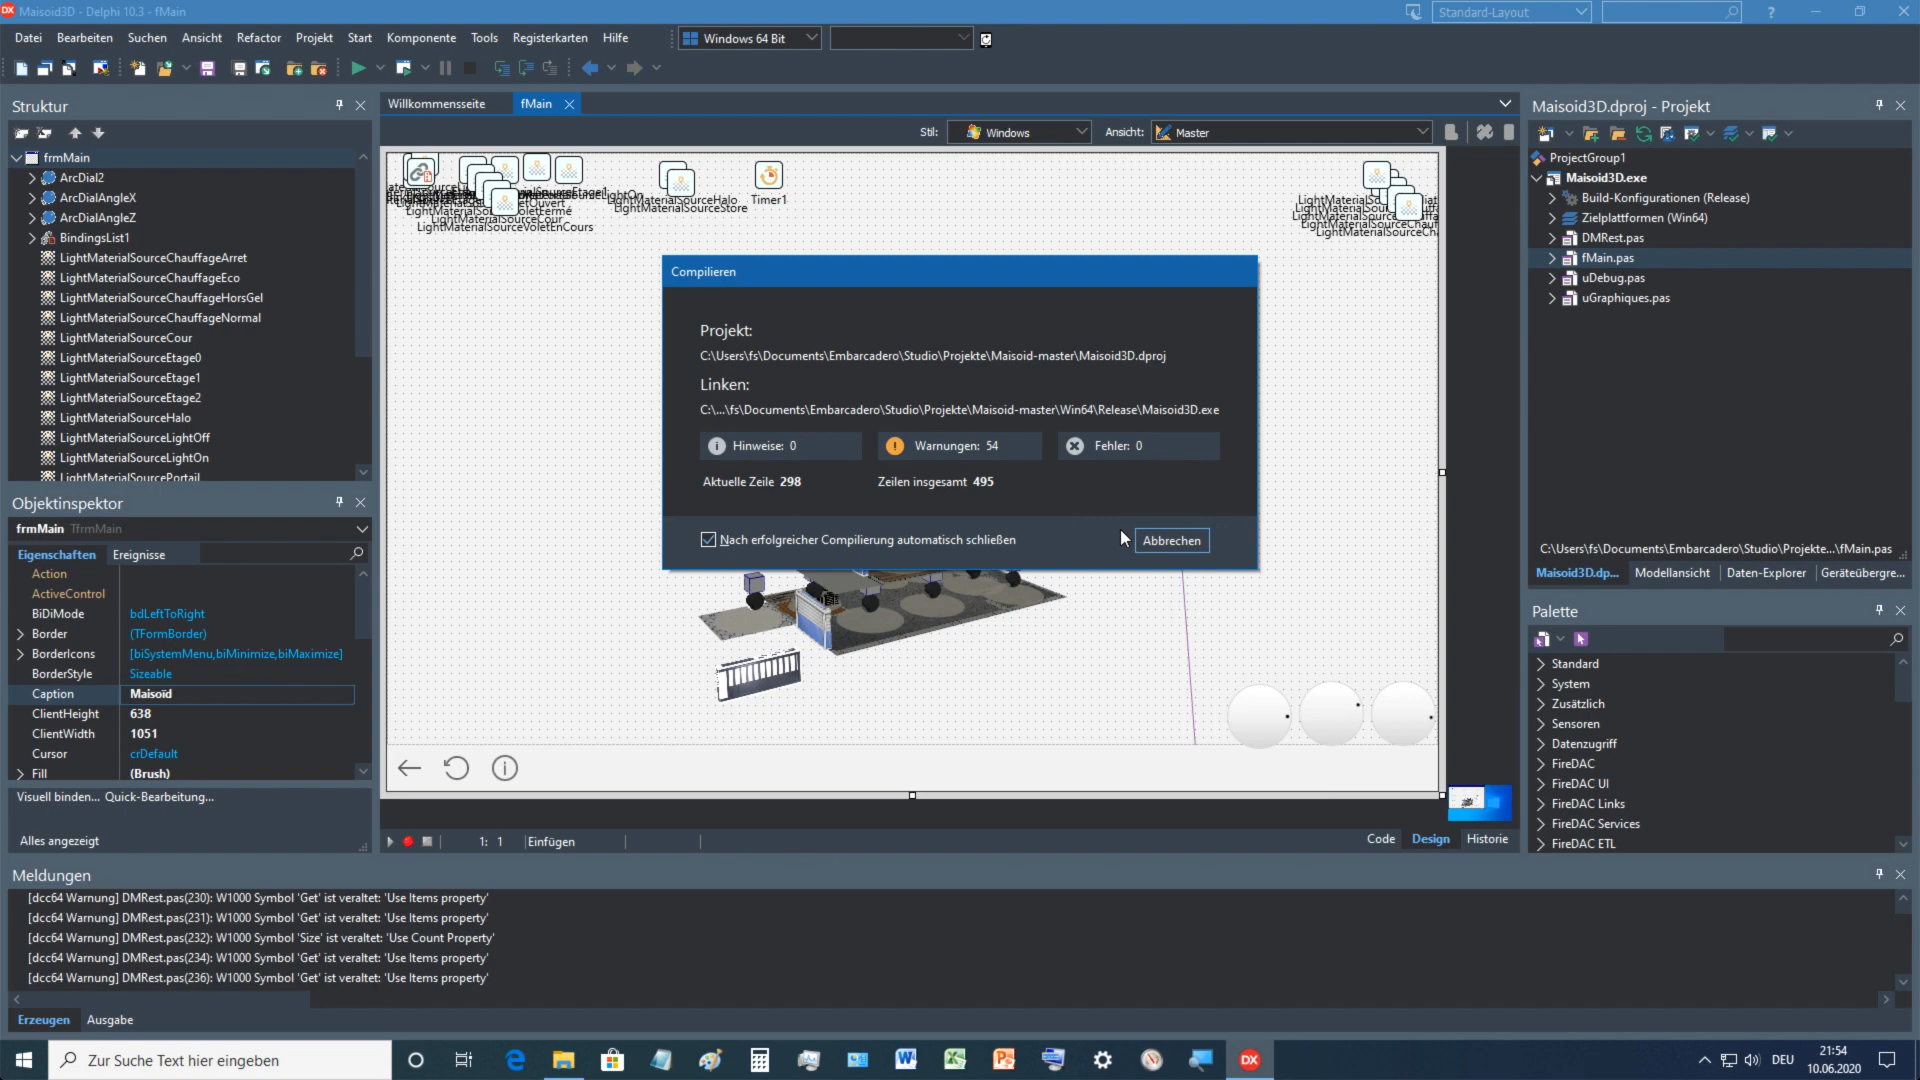 Maisoid3D - Delphi 10.3 - fMain
Standard-Layout
Datei Bearbeiten Suchen Ansicht Refactor Projekt Start Komponente Tools Registerkarten Hilfe
Windows 64 Bit
Struktur
frmMain
ArcDial2
ArcDialAngleX
ArcDialAngleZ
BindingsList1
LightMaterialSourceChauffageArret
LightMaterialSourceChauffageEco
LightMaterialSourceChauffageHorsGel
LightMaterialSourceChauffageNormal
LightMaterialSourceCour
LightMaterialSourceEtage0
LightMaterialSourceEtage1
LightMaterialSourceEtage2
LightMaterialSourceHalo
LightMaterialSourceLightOff
LightMaterialSourceLightOn
LightMaterialSourcePortail
Objektinspektor
frmMain TfrmMain
Eigenschaften Ereignisse
Action
ActiveControl
BiDiMode bdLeftToRight
Border (TFormBorder)
BorderIcons [biSystemMenu,biMinimize,biMaximize]
BorderStyle Sizeable
Caption Maisoïd
ClientHeight 638
ClientWidth 1051
Cursor crDefault
Fill (Brush)
Visuell binden... Quick-Bearbeitung...
Alles angezeigt
Willkommensseite fMain
Stil: Windows Ansicht: Master
LightMaterialSourceHalo
LightMaterialSourceStore
Timer1
LightMaterialSourceCour
LightMaterialSourceVoletEnCours
Compilieren
Projekt:
C:\Users\fs\Documents\Embarcadero\Studio\Projekte\Maisoid-master\Maisoid3D.dproj
Linken:
C:\...\fs\Documents\Embarcadero\Studio\Projekte\Maisoid-master\Win64\Release\Maisoid3D.exe
Hinweise: 0 Warnungen: 54 Fehler: 0
Aktuelle Zeile 298 Zeilen insgesamt 495
Nach erfolgreicher Compilierung automatisch schließen
Abbrechen
1: 1 Einfügen
Code Design Historie
Maisoid3D.dproj - Projekt
ProjectGroup1
Maisoid3D.exe
Build-Konfigurationen (Release)
Zielplattformen (Win64)
DMRest.pas
fMain.pas
uDebug.pas
uGraphiques.pas
C:\Users\fs\Documents\Embarcadero\Studio\Projekte...\fMain.pas
Maisoid3D.dp... Modellansicht Daten-Explorer Geräteübergre...
Palette
Standard
System
Zusätzlich
Sensoren
Datenzugriff
FireDAC
FireDAC UI
FireDAC Links
FireDAC Services
FireDAC ETL
Meldungen
[dcc64 Warnung] DMRest.pas(230): W1000 Symbol 'Get' ist veraltet: 'Use Items property'
[dcc64 Warnung] DMRest.pas(231): W1000 Symbol 'Get' ist veraltet: 'Use Items property'
[dcc64 Warnung] DMRest.pas(232): W1000 Symbol 'Size' ist veraltet: 'Use Count Property'
[dcc64 Warnung] DMRest.pas(234): W1000 Symbol 'Get' ist veraltet: 'Use Items property'
[dcc64 Warnung] DMRest.pas(236): W1000 Symbol 'Get' ist veraltet: 'Use Items property'
Erzeugen Ausgabe
Zur Suche Text hier eingeben
DEU
21:54
10.06.2020